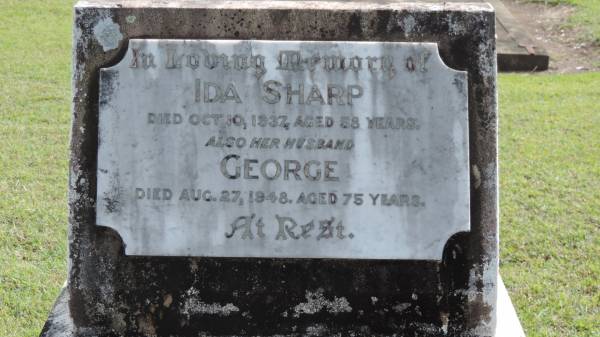 In Loving Memory of
IDA SHARP
DIED OCT. 10, 1937, AGED 58 YEARS.
ALSO HER HUSBAND
GEORGE
DIED AUG. 27, 1948. AGED 75 YEARS.
At Rest.